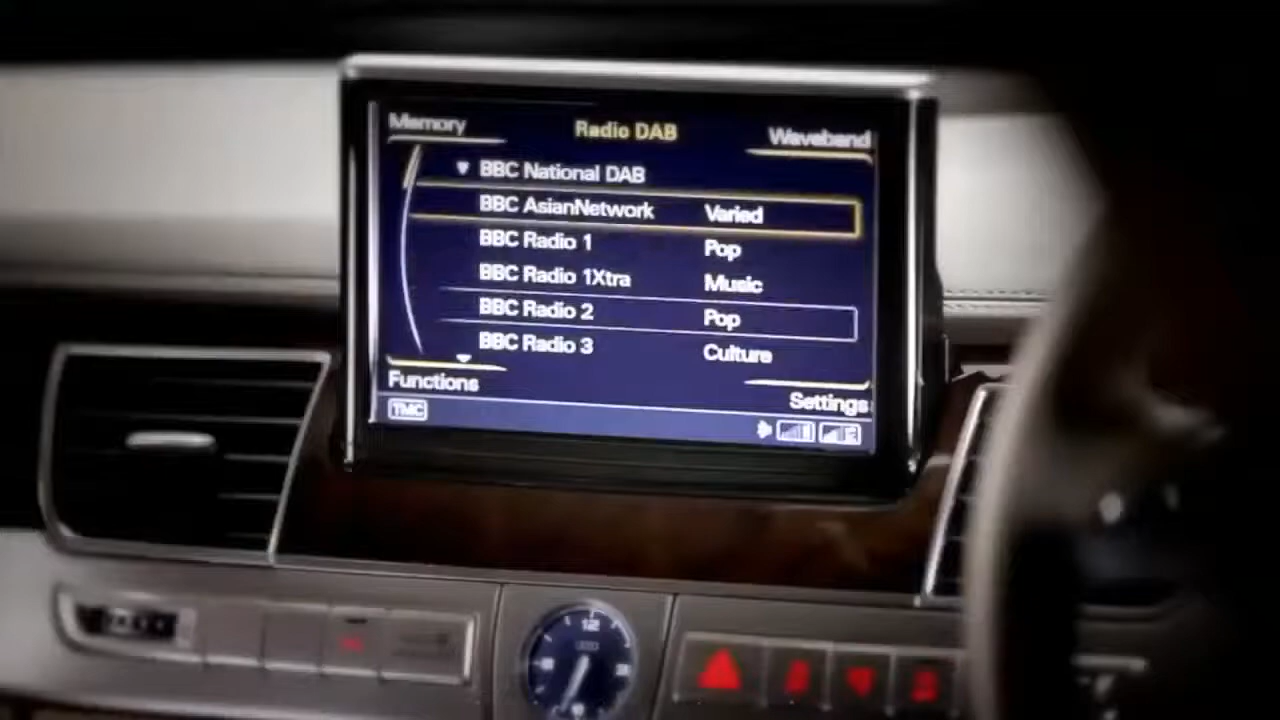 Memory
Radio DAB
Waveband
BBC National DAB
BBC AsianNetwork Varied
BBC Radio 1 Pop
BBC Radio 1Xtra Music
BBC Radio 2 Pop
BBC Radio 3 Culture
Functions
Settings
TMC
12